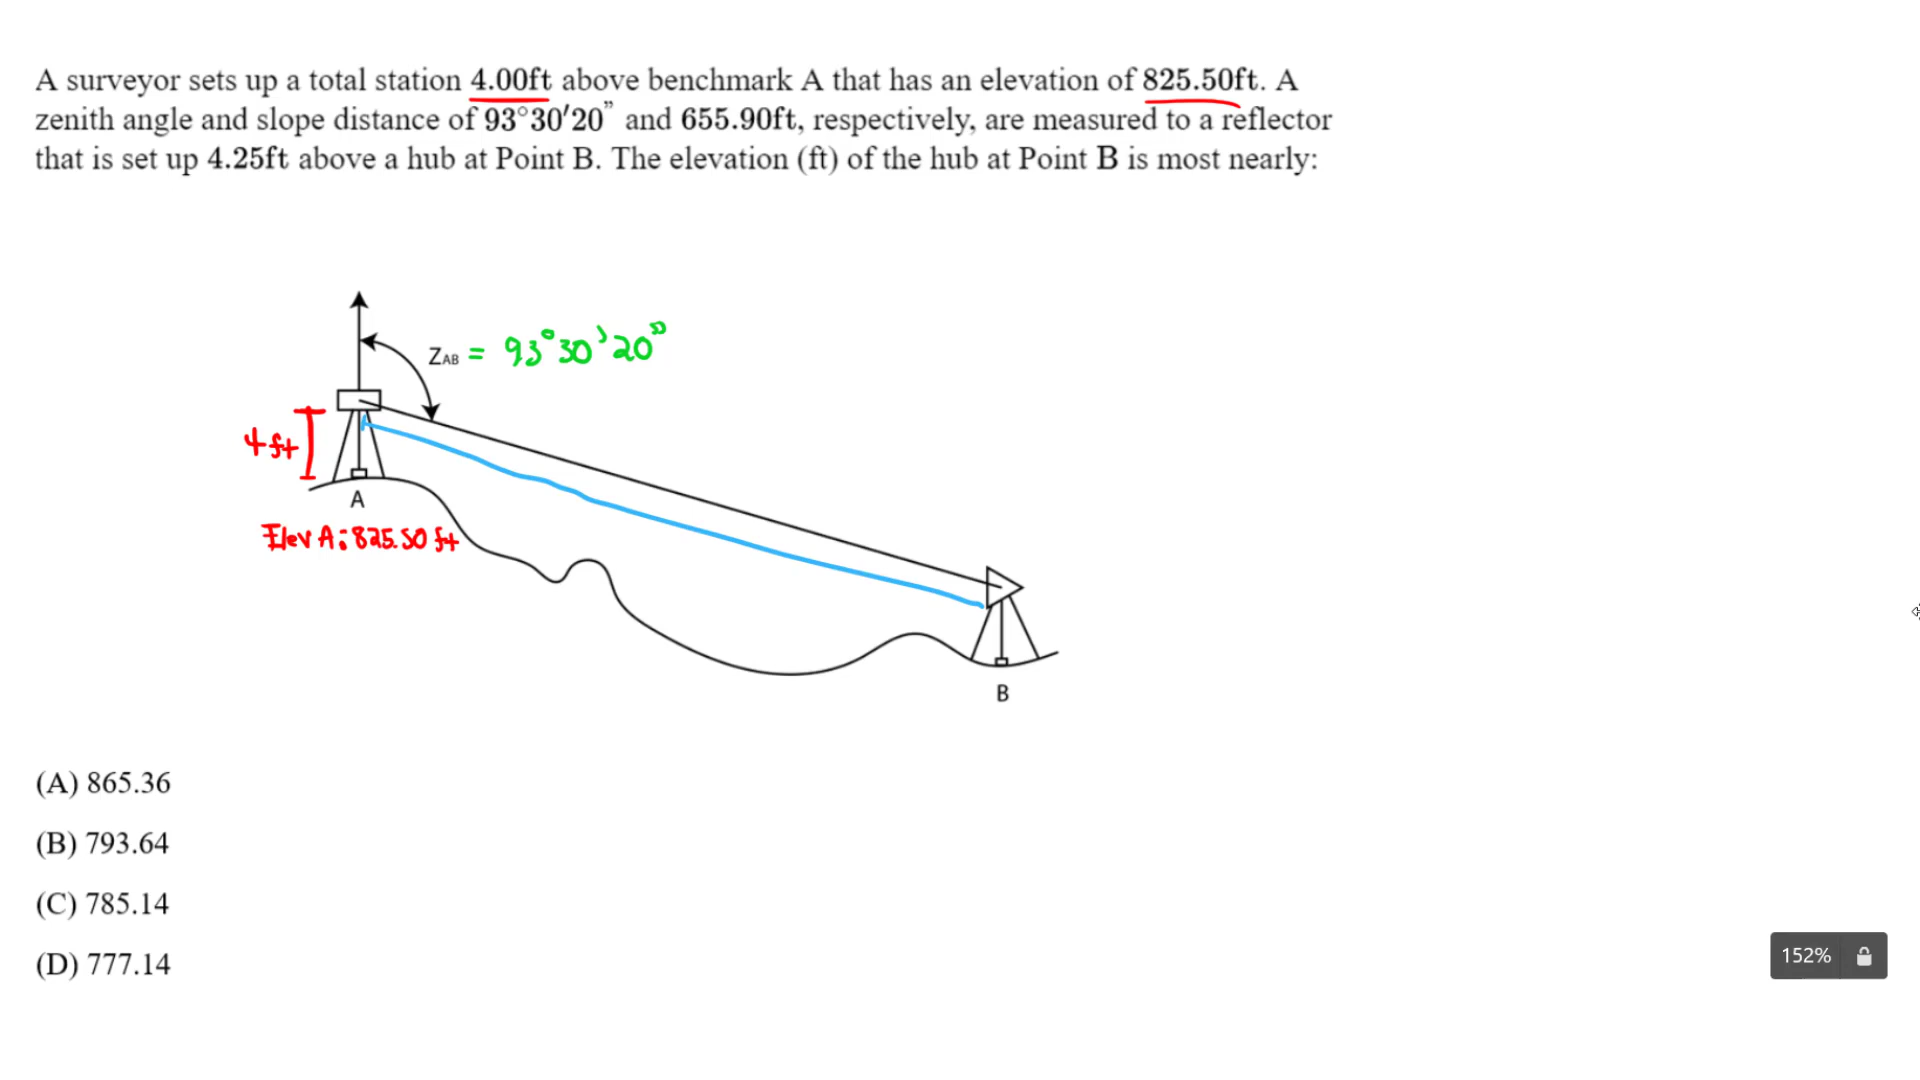 A surveyor sets up a total station 4.00ft above benchmark A that has an elevation of 825.50ft. A
zenith angle and slope distance of 93°30′20” and 655.90ft, respectively, are measured to a reflector
that is set up 4.25ft above a hub at Point B. The elevation (ft) of the hub at Point B is most nearly:
ZAB = 93°30'20"
4ft
A
Elev A: 825.50 ft
B
(A) 865.36
(B) 793.64
(C) 785.14
(D) 777.14
152%